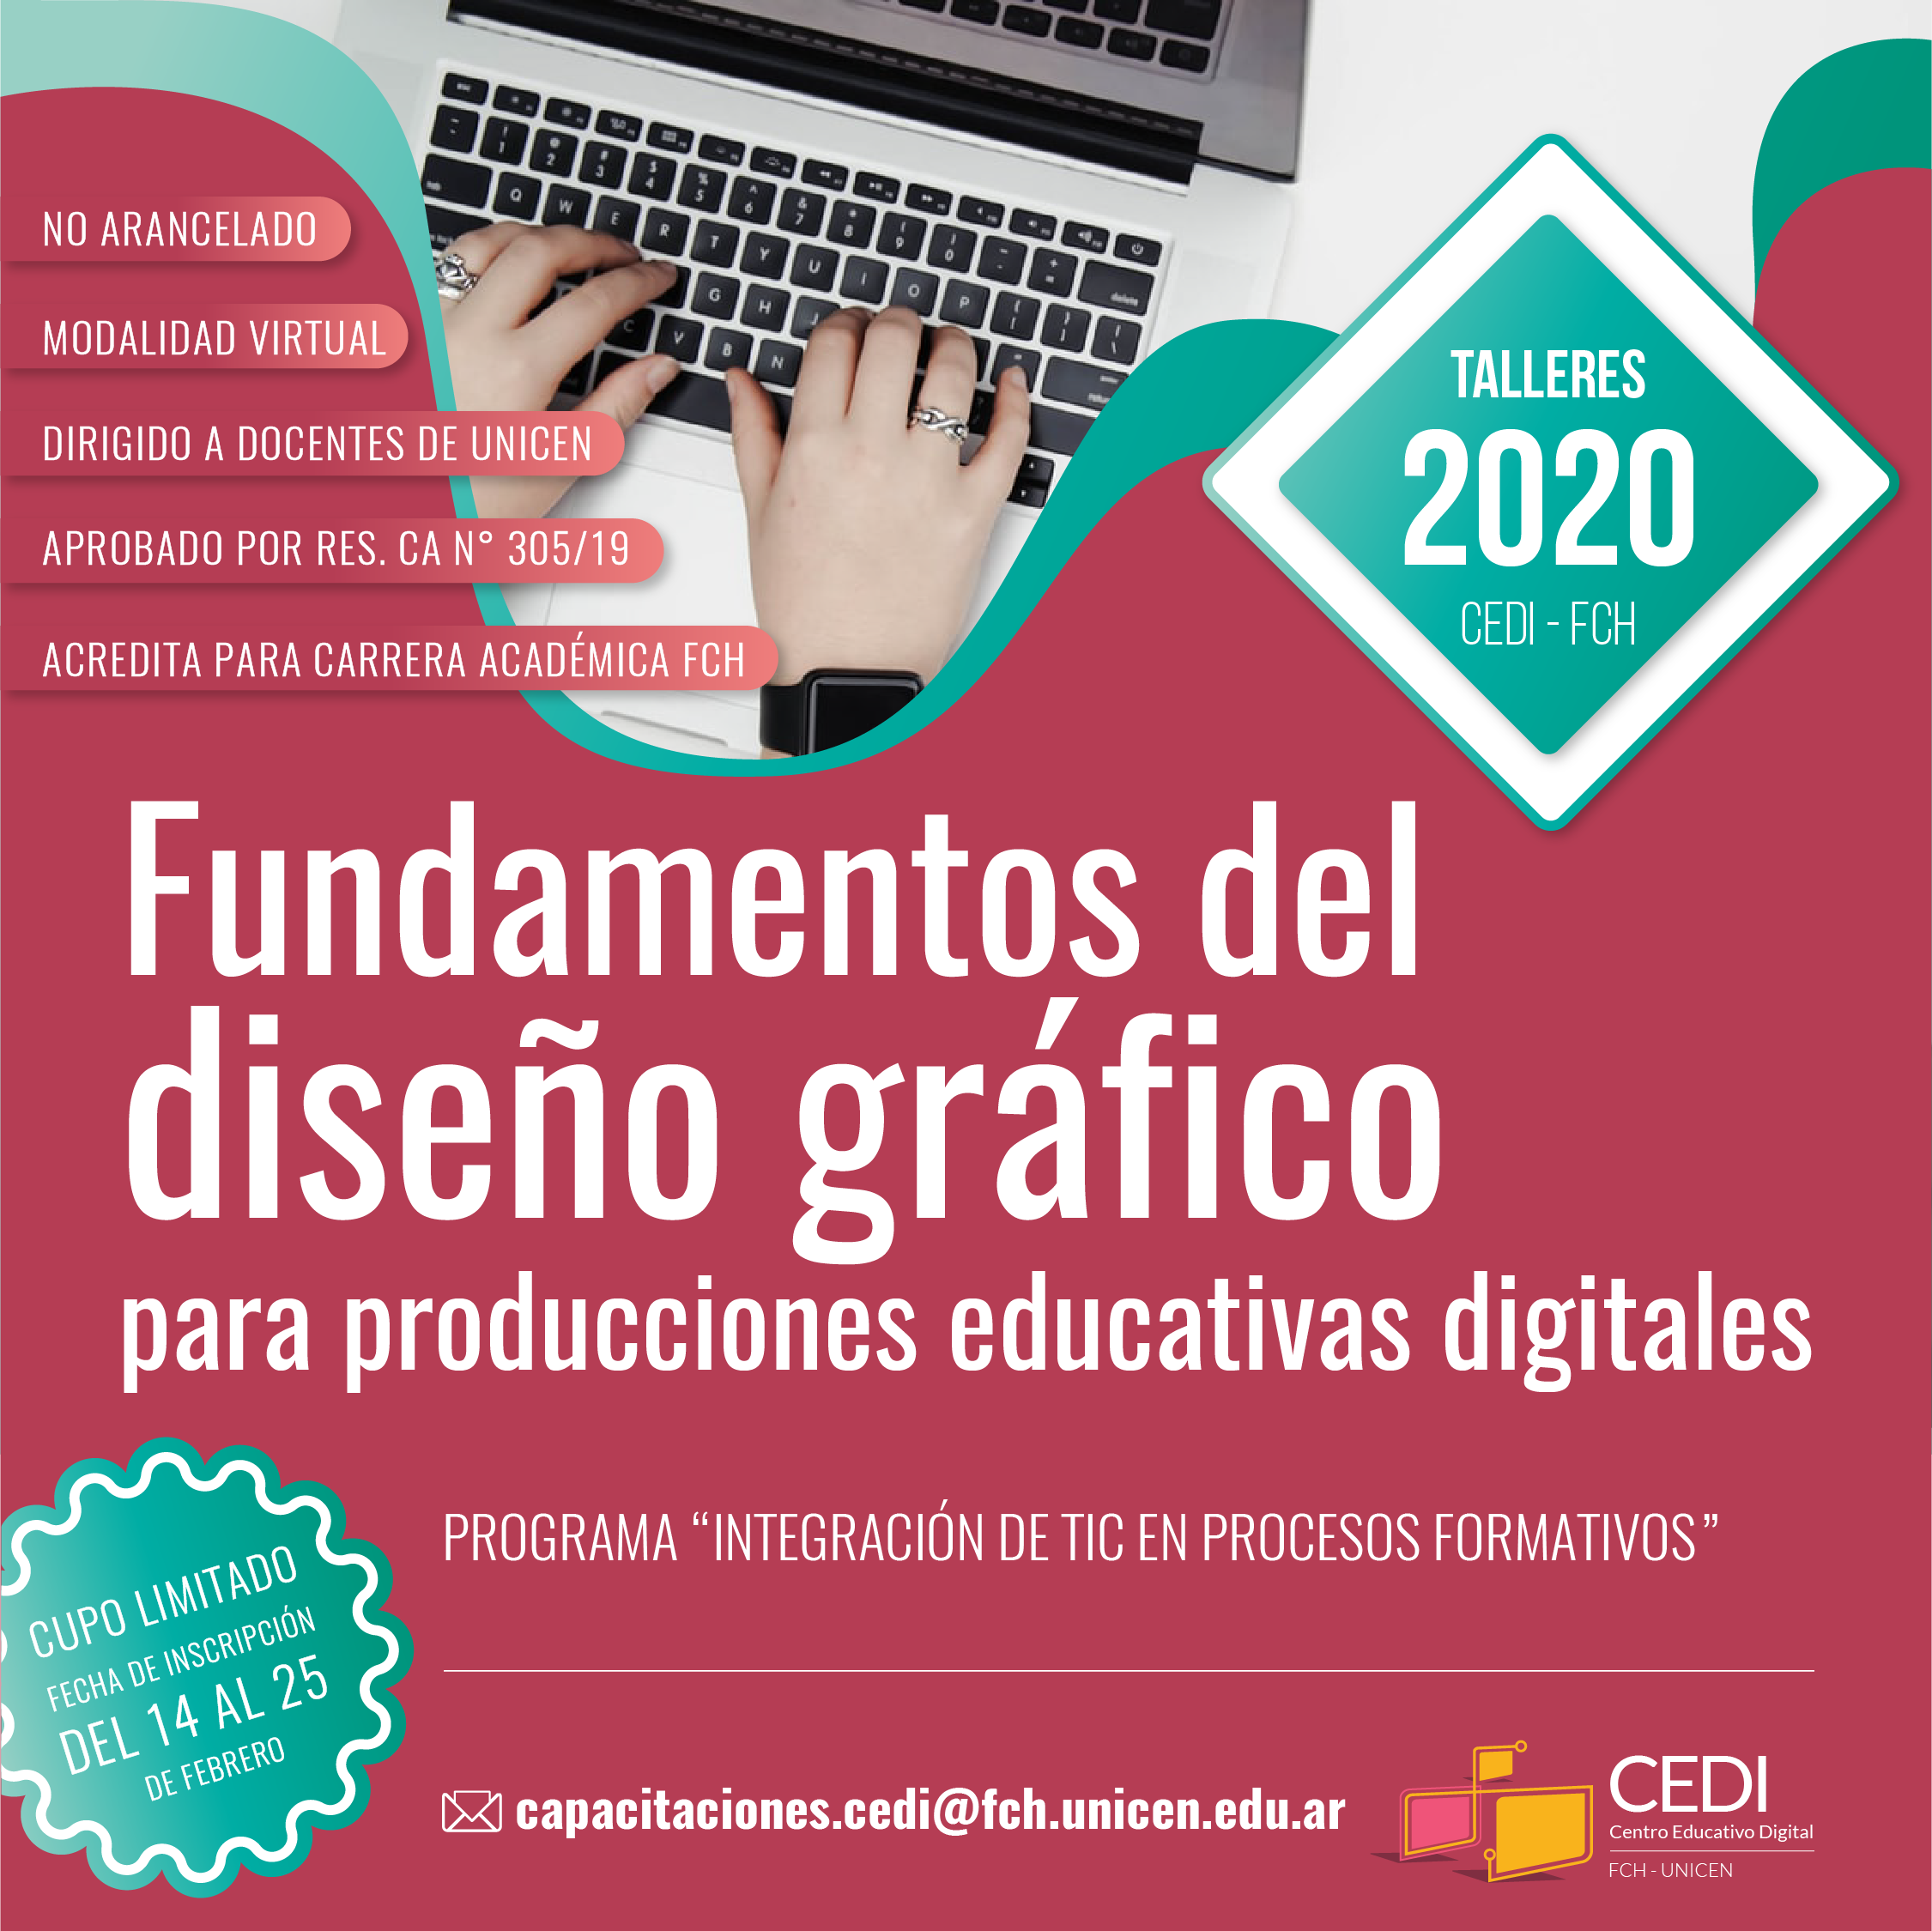 NO ARANCELADO
MODALIDAD VIRTUAL
DIRIGIDO A DOCENTES DE UNICEN
APROBADO POR RES. CA N° 305/19
ACREDITA PARA CARRERA ACADÉMICA FCH
TALLERES
2020
CEDI - FCH
Fundamentos del
diseño gráfico
para producciones educativas digitales
PROGRAMA “INTEGRACIÓN DE TIC EN PROCESOS FORMATIVOS”
CUPO LIMITADO
FECHA DE INSCRIPCIÓN
DEL 14 AL 25
DE FEBRERO
capacitaciones.cedi@fch.unicen.edu.ar
CEDI
Centro Educativo Digital
FCH - UNICEN